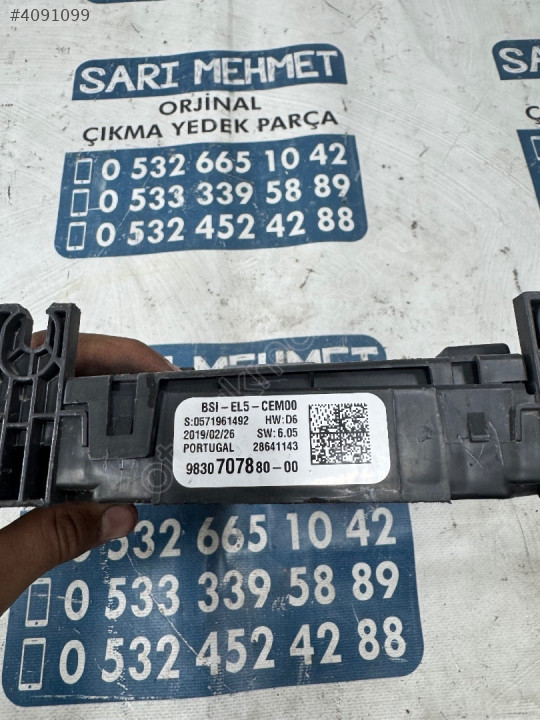 #4091099
SARI MEHMET
ORJİNAL
ÇIKMA YEDEK PARÇA
0 532 665 10 42
0 533 339 58 89
0 532 452 42 88
SARI MEHMET
BSI-EL5-CEM00
S:0571961492 HW:D6
2019/02/26 SW:6.05
PORTUGAL 28641143
9830707880-00
0 532 665 10 42
0 533 339 58 89
0 532 452 42 88